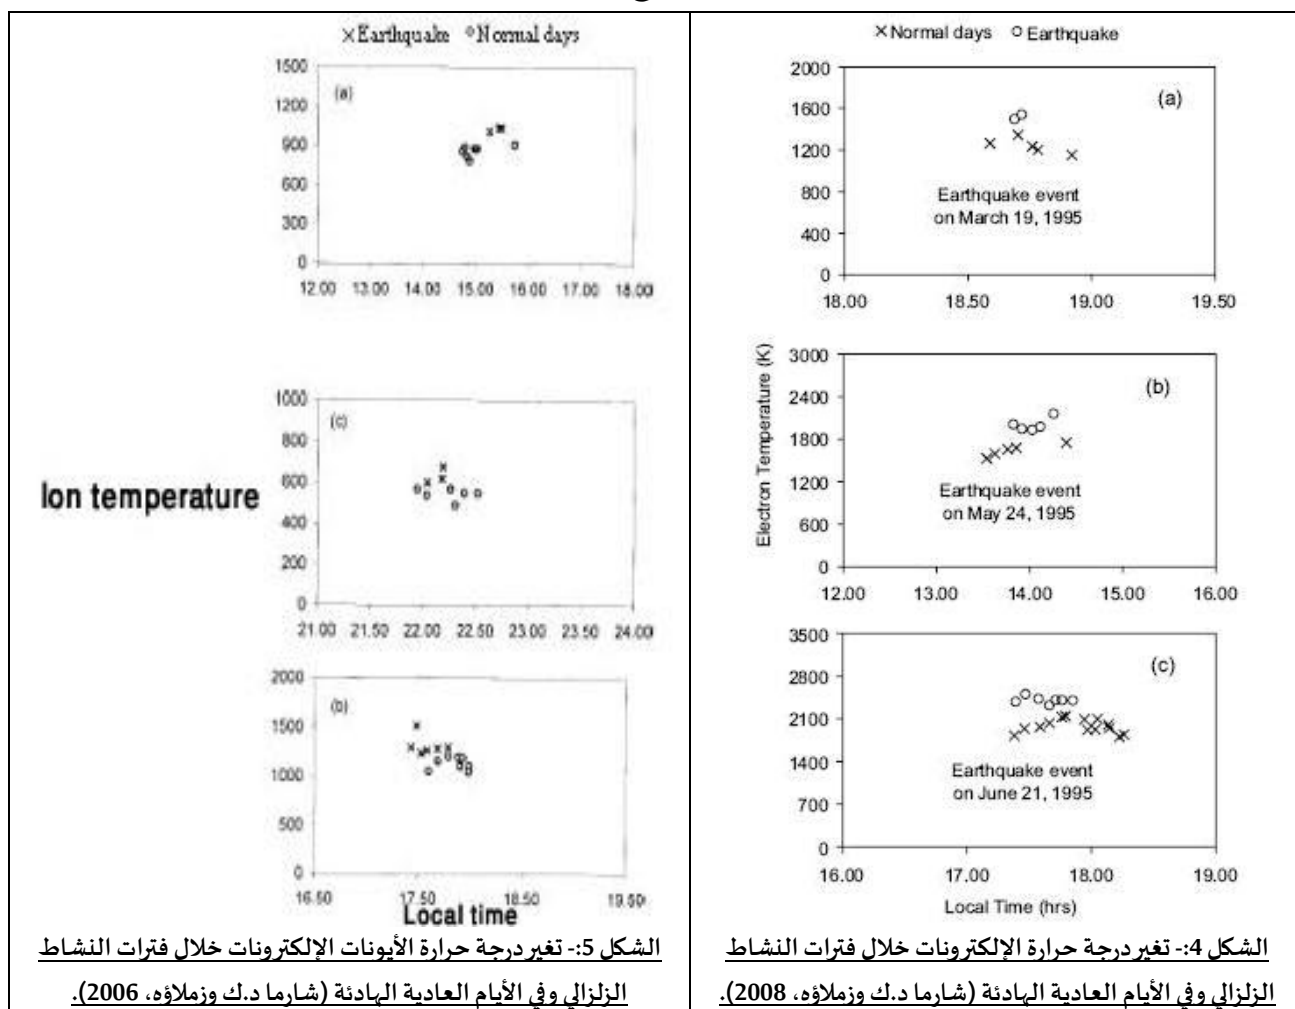 ×Earthquake ○Normal days
1500
(a)
1200
900
600
300
0
12.00 13.00 14.00 15.00 16.00 17.00 18.00
1000
(c)
800
600
400
200
0
21.00 21.50 22.00 22.50 23.00 23.50 24.00
Ion temperature
2000
(b)
1500
1000
500
0
16.50 17.50 18.50 19.50
Local time
الشكل 5:- تغير درجة حرارة الأيونات الإلكترونات خلال فترات النشاط
الزلزالي وفي الأيام العادية الهادئة (شارما د.ك وزملاؤه، 2006).
×Normal days ○Earthquake
2000
(a)
1600
1200
800
400
0
Earthquake event
on March 19, 1995
18.00 18.50 19.00 19.50
Electron Temperature (K)
3000
(b)
2400
1800
1200
600
0
Earthquake event
on May 24, 1995
12.00 13.00 14.00 15.00 16.00
3500
(c)
2800
2100
1400
700
0
Earthquake event
on June 21, 1995
16.00 17.00 18.00 19.00
Local Time (hrs)
الشكل 4:- تغير درجة حرارة الإلكترونات خلال فترات النشاط
الزلزالي وفي الأيام العادية الهادئة (شارما د.ك وزملاؤه، 2008).